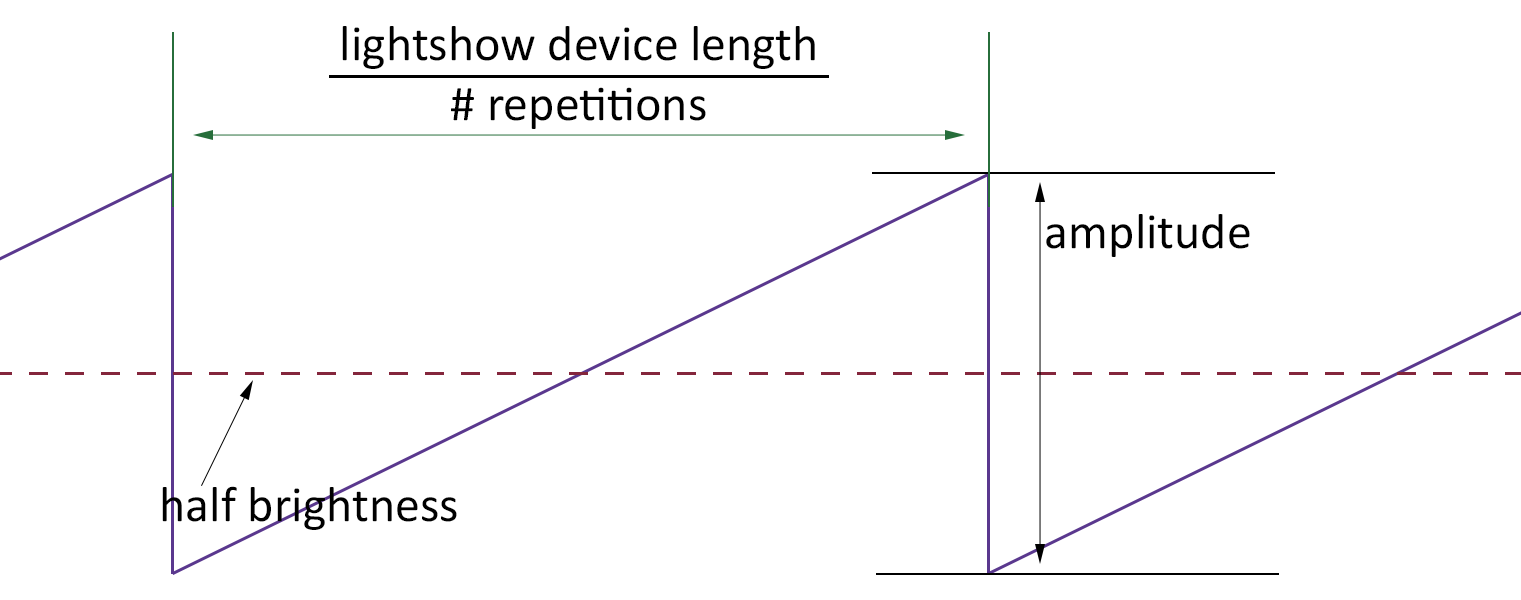 lightshow device length
# repetitions
amplitude
half brightness